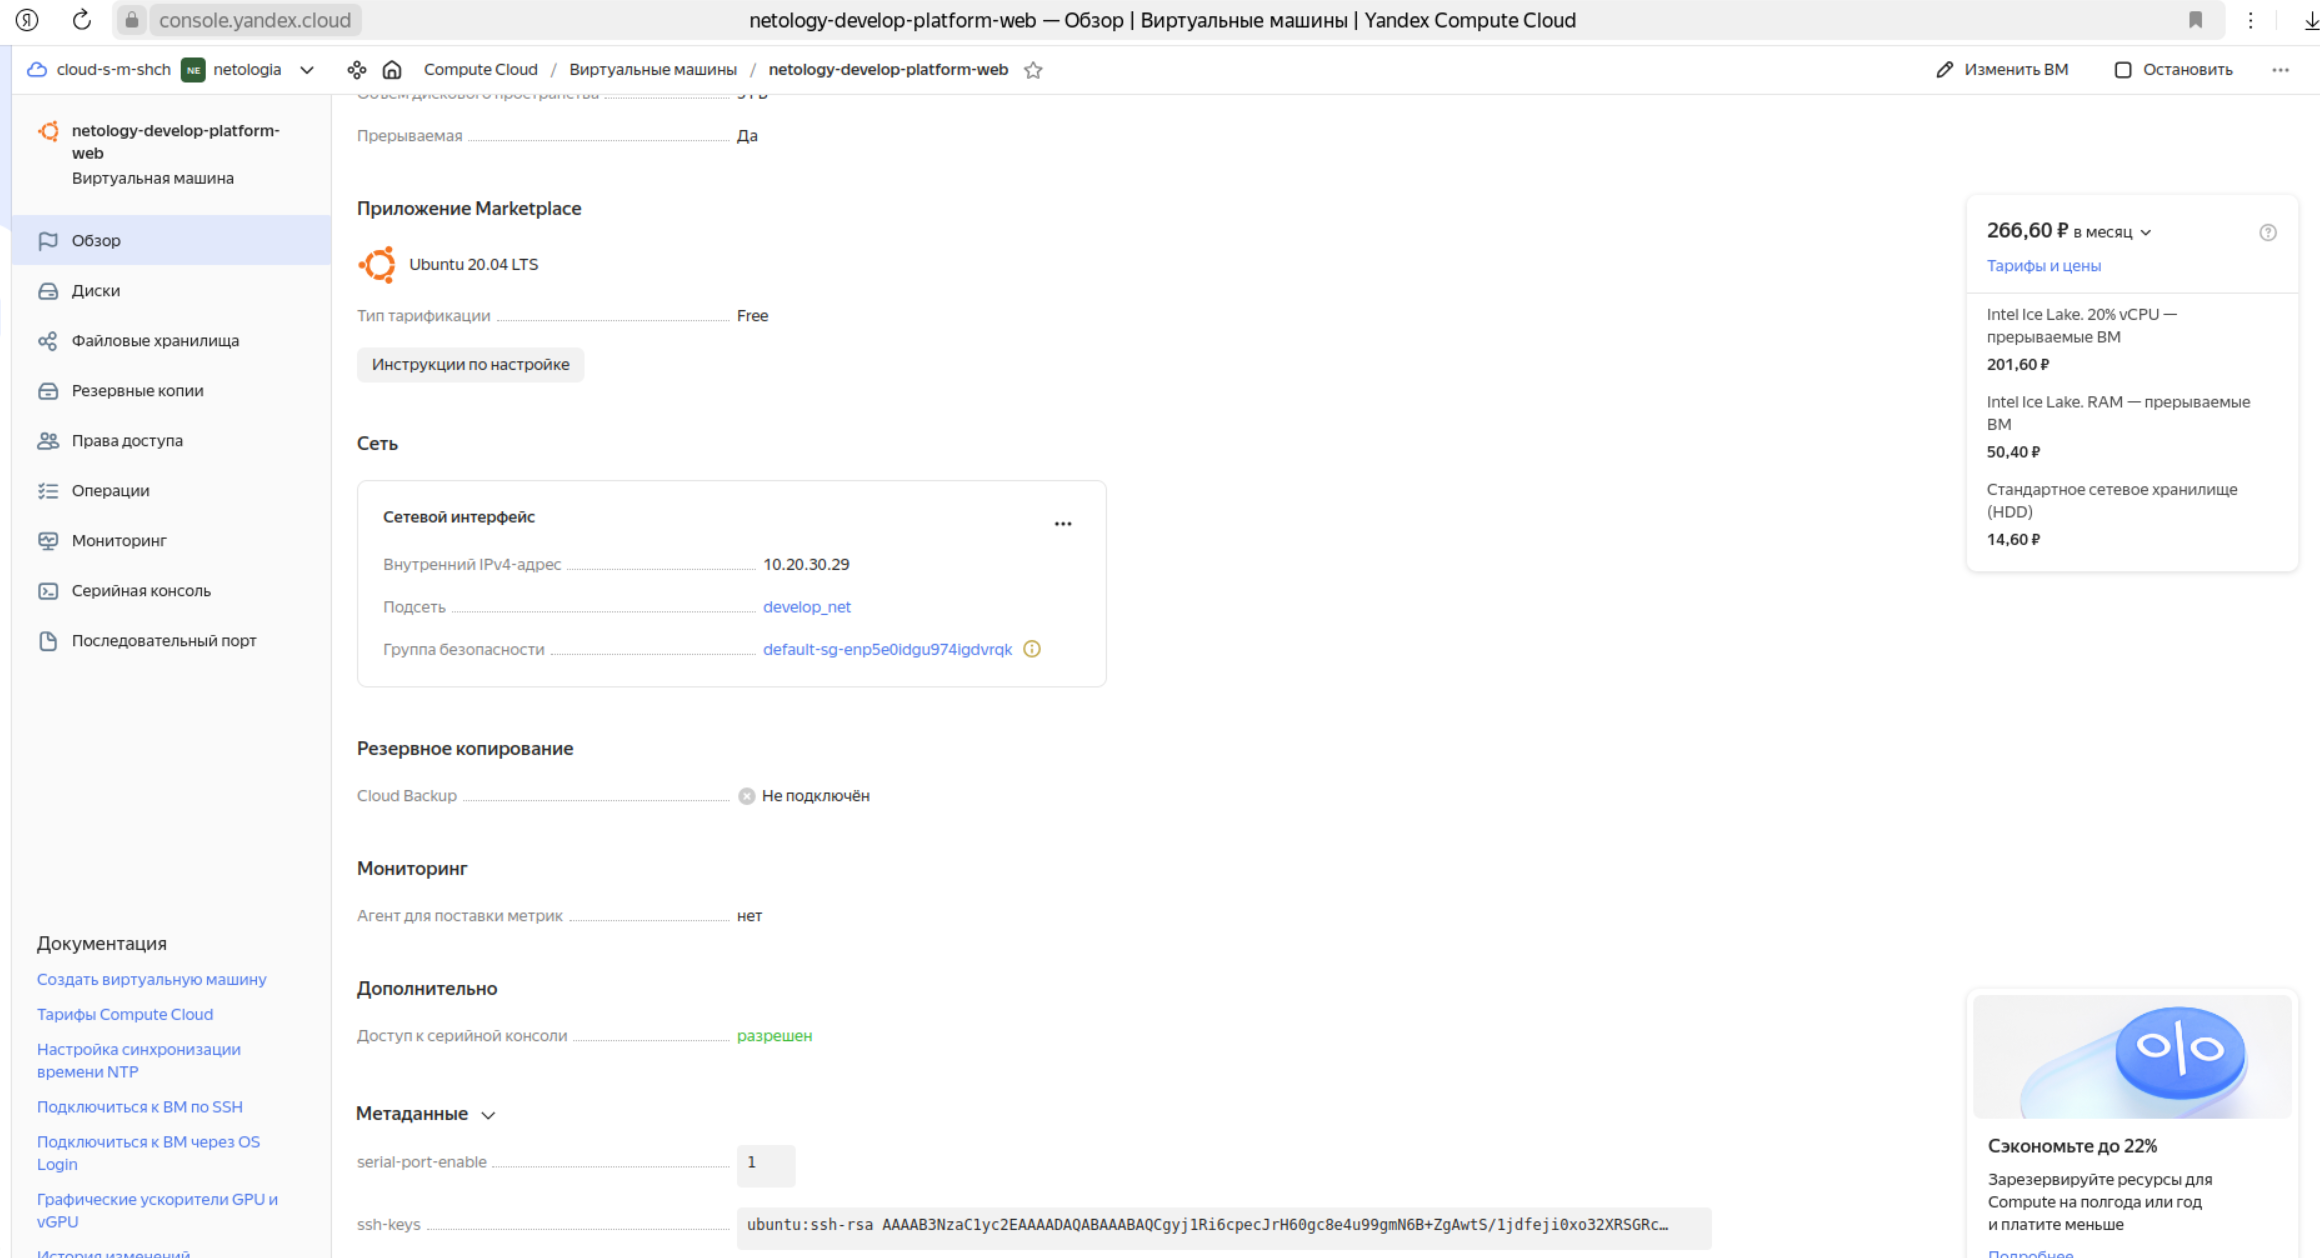 console.yandex.cloud
netology-develop-platform-web — Обзор | Виртуальные машины | Yandex Compute Cloud
cloud-s-m-shch NE netologia
Compute Cloud / Виртуальные машины / netology-develop-platform-web
Изменить ВМ
Остановить
netology-develop-platform-
web
Виртуальная машина
Обзор
Диски
Файловые хранилища
Резервные копии
Права доступа
Операции
Мониторинг
Серийная консоль
Последовательный порт
Документация
Создать виртуальную машину
Тарифы Compute Cloud
Настройка синхронизации
времени NTP
Подключиться к ВМ по SSH
Подключиться к ВМ через OS
Login
Графические ускорители GPU и
vGPU
История изменений
Объём дискового пространства
Прерываемая Да
Приложение Marketplace
Ubuntu 20.04 LTS
Тип тарификации Free
Инструкции по настройке
Сеть
Сетевой интерфейс
Внутренний IPv4-адрес 10.20.30.29
Подсеть develop_net
Группа безопасности default-sg-enp5e0idgu974igdvrqk
Резервное копирование
Cloud Backup Не подключён
Мониторинг
Агент для поставки метрик нет
Дополнительно
Доступ к серийной консоли разрешен
Метаданные
serial-port-enable 1
ssh-keys ubuntu:ssh-rsa AAAAB3NzaC1yc2EAAAADAQABAAABAQCgyj1Ri6cpecJrH60gc8e4u99gmN6B+ZgAwtS/1jdfeji0xo32XRSGRc…
266,60 ₽ в месяц
Тарифы и цены
Intel Ice Lake. 20% vCPU —
прерываемые ВМ
201,60 ₽
Intel Ice Lake. RAM — прерываемые
ВМ
50,40 ₽
Стандартное сетевое хранилище
(HDD)
14,60 ₽
Сэкономьте до 22%
Зарезервируйте ресурсы для
Compute на полгода или год
и платите меньше
Подробнее